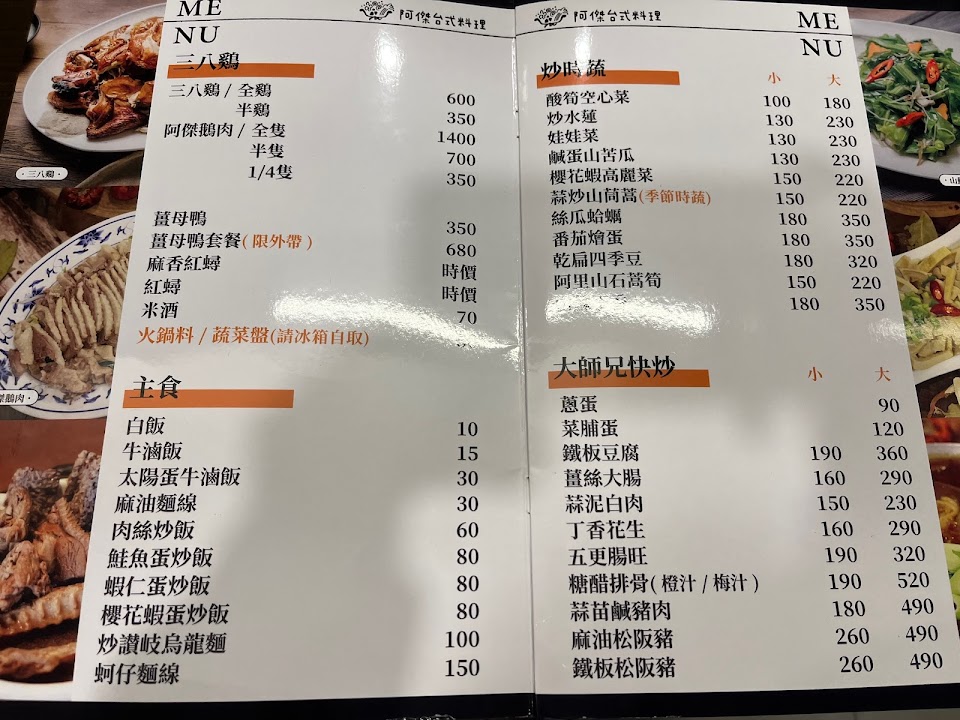 ME
NU
阿傑台式料理
三八鷄
三八鷄 / 全鷄 600
半鷄 350
阿傑鵝肉 / 全隻 1400
半隻 700
1/4隻 350
薑母鴨 350
薑母鴨套餐( 限外帶 ) 680
麻香紅蟳 時價
紅蟳 時價
米酒 70
火鍋料 / 蔬菜盤(請冰箱自取)
主食
白飯 10
牛滷飯 15
太陽蛋牛滷飯 30
麻油麵線 30
肉絲炒飯 60
鮭魚蛋炒飯 80
蝦仁蛋炒飯 80
櫻花蝦蛋炒飯 80
炒讚岐烏龍麵 100
蚵仔麵線 150
阿傑台式料理
ME
NU
炒時蔬 小 大
酸筍空心菜 100 180
炒水蓮 130 230
娃娃菜 130 230
鹹蛋山苦瓜 130 230
櫻花蝦高麗菜 150 220
蒜炒山茼蒿(季節時蔬) 150 220
絲瓜蛤蠣 180 350
番茄燴蛋 180 350
乾扁四季豆 180 320
阿里山石蒿筍 150 220
180 350
大師兄快炒 小 大
蔥蛋 90
菜脯蛋 120
鐵板豆腐 190 360
薑絲大腸 160 290
蒜泥白肉 150 230
丁香花生 160 290
五更腸旺 190 320
糖醋排骨( 橙汁 / 梅汁 ) 190 520
蒜苗鹹豬肉 180 490
麻油松阪豬 260 490
鐵板松阪豬 260 490
·三八鷄·
傑鵝肉·